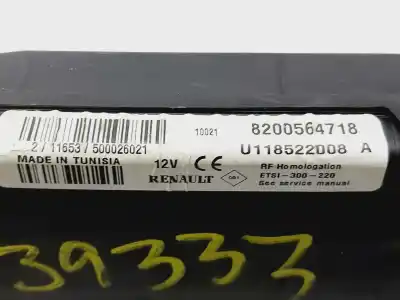 10021 8200564718
2/11653/500026021 U118522D08 A
MADE IN TUNISIA 12V CE RF-Homologation
RENAULT ETSI-300-220
See service manual
39333